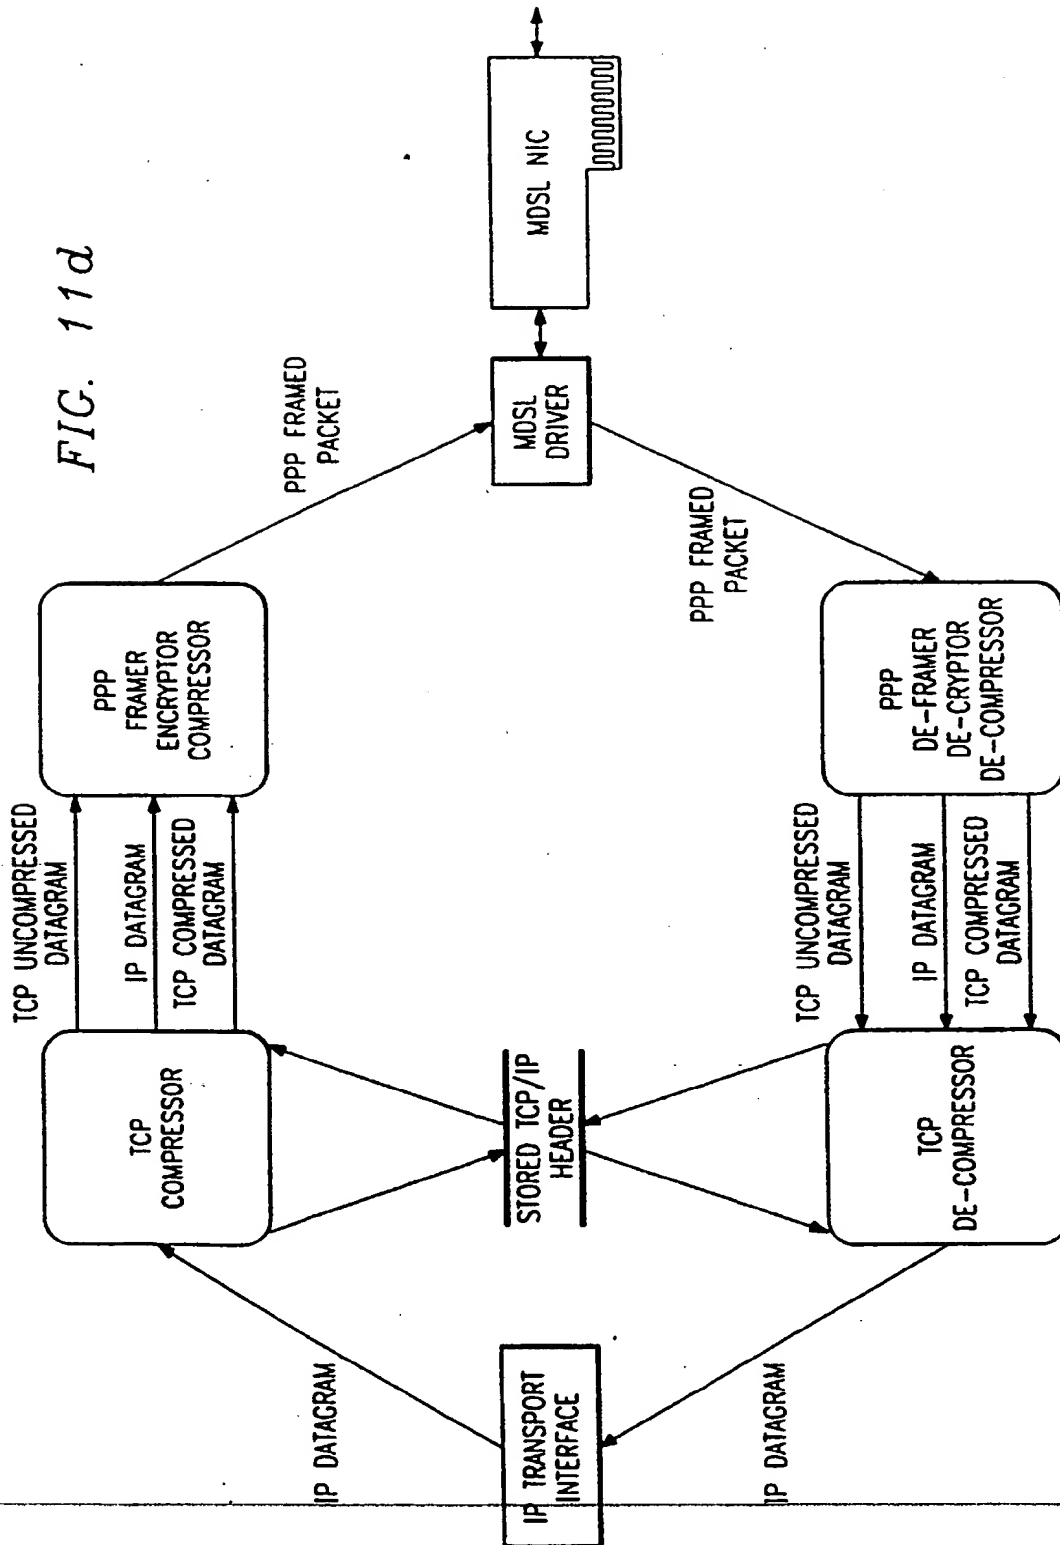 FIG. 11d
IP TRANSPORT
INTERFACE
IP DATAGRAM
TCP
COMPRESSOR
TCP UNCOMPRESSED
DATAGRAM
IP DATAGRAM
TCP COMPRESSED
DATAGRAM
PPP
FRAMER
ENCRYPTOR
COMPRESSOR
PPP FRAMED
PACKET
STORED TCP/IP
HEADER
MDSL
DRIVER
MDSL NIC
IP DATAGRAM
TCP
DE-COMPRESSOR
TCP UNCOMPRESSED
DATAGRAM
IP DATAGRAM
TCP COMPRESSED
DATAGRAM
PPP
DE-FRAMER
DE-CRYPTOR
DE-COMPRESSOR
PPP FRAMED
PACKET